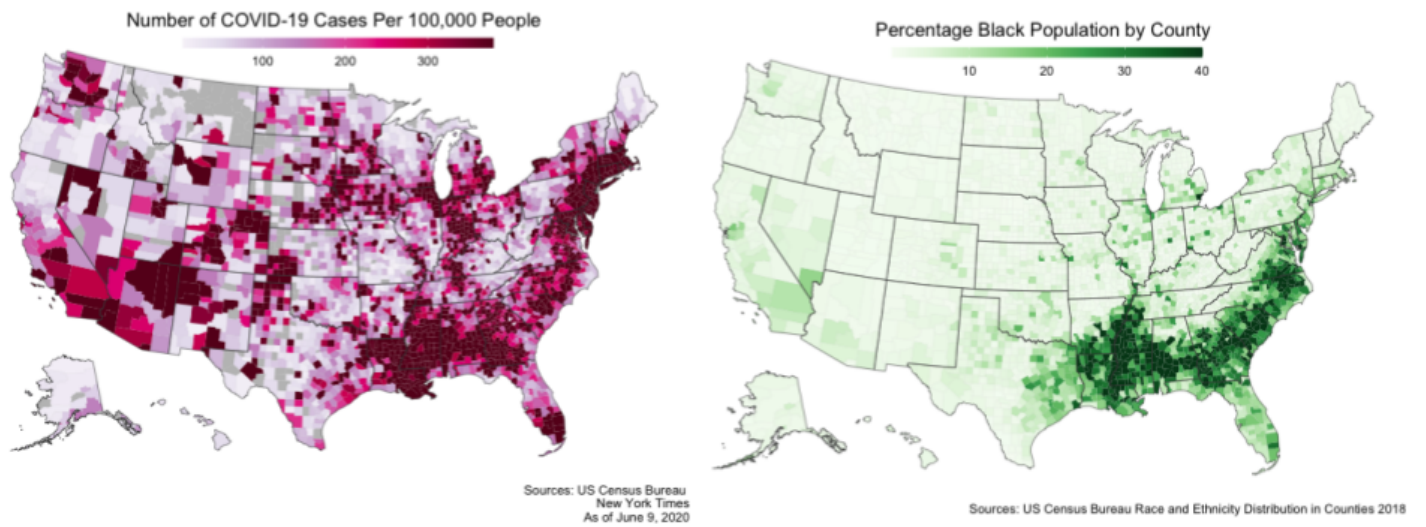 Number of COVID-19 Cases Per 100,000 People
100 200 300
Sources: US Census Bureau
New York Times
As of June 9, 2020
Percentage Black Population by County
10 20 30 40
Sources: US Census Bureau Race and Ethnicity Distribution in Counties 2018